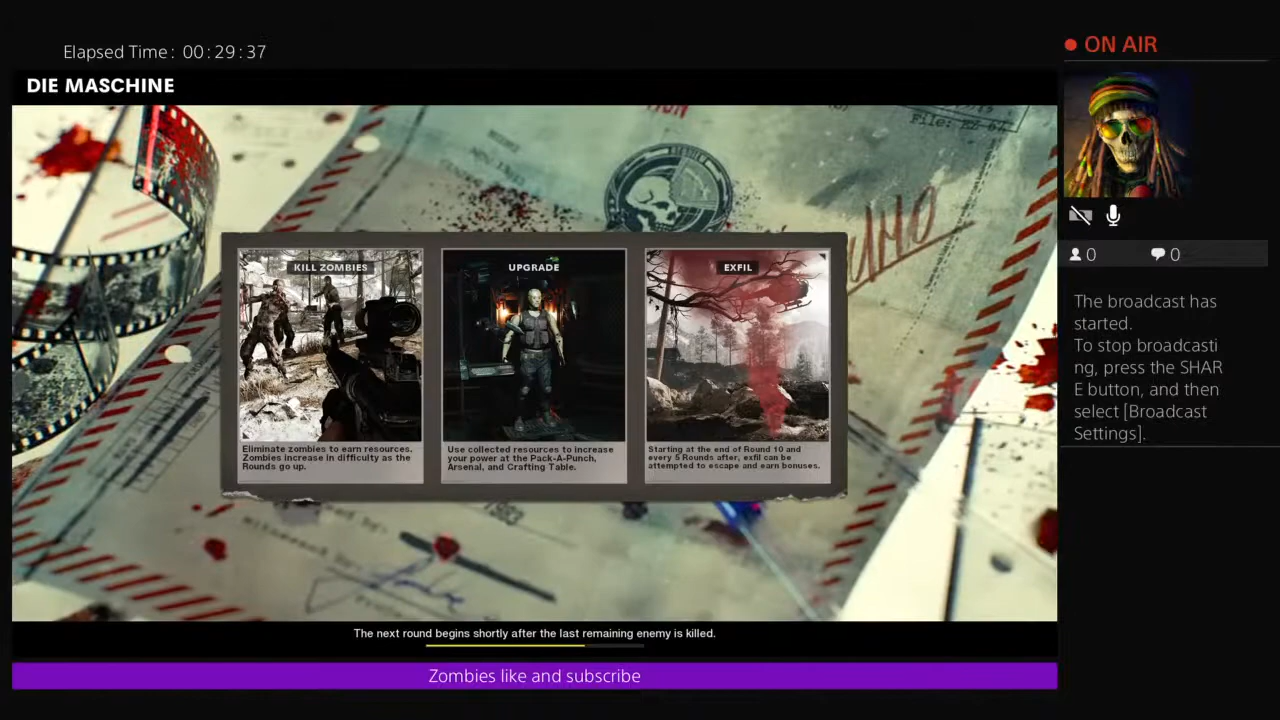 Elapsed Time: 00:29:37
ON AIR
DIE MASCHINE
File:
KILL ZOMBIES
UPGRADE
EXFIL
Eliminate zombies to earn resources.
Zombies increase in difficulty as the
Rounds go up.
Use collected resources to increase
your power at the Pack-A-Punch,
Arsenal, and Crafting Table.
Starting at the end of Round 10 and
every 5 Rounds after, exfil can be
attempted to escape and earn bonuses.
0
0
The broadcast has
started.
To stop broadcasti
ng, press the SHAR
E button, and then
select [Broadcast
Settings].
The next round begins shortly after the last remaining enemy is killed.
Zombies like and subscribe